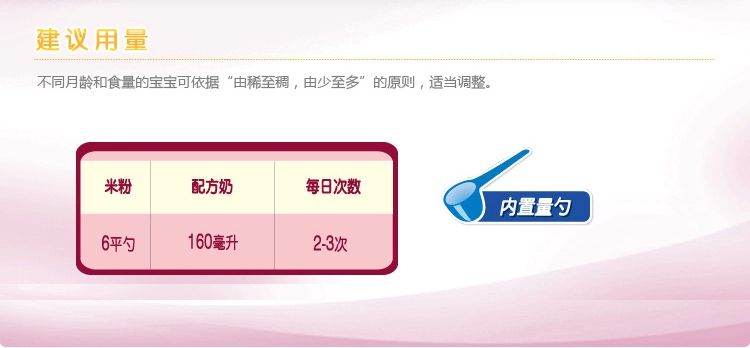 建议用量
不同月龄和食量的宝宝可依据“由稀至稠，由少至多”的原则，适当调整。
米粉 配方奶 每日次数
6平勺 160毫升 2-3次
内置量勺